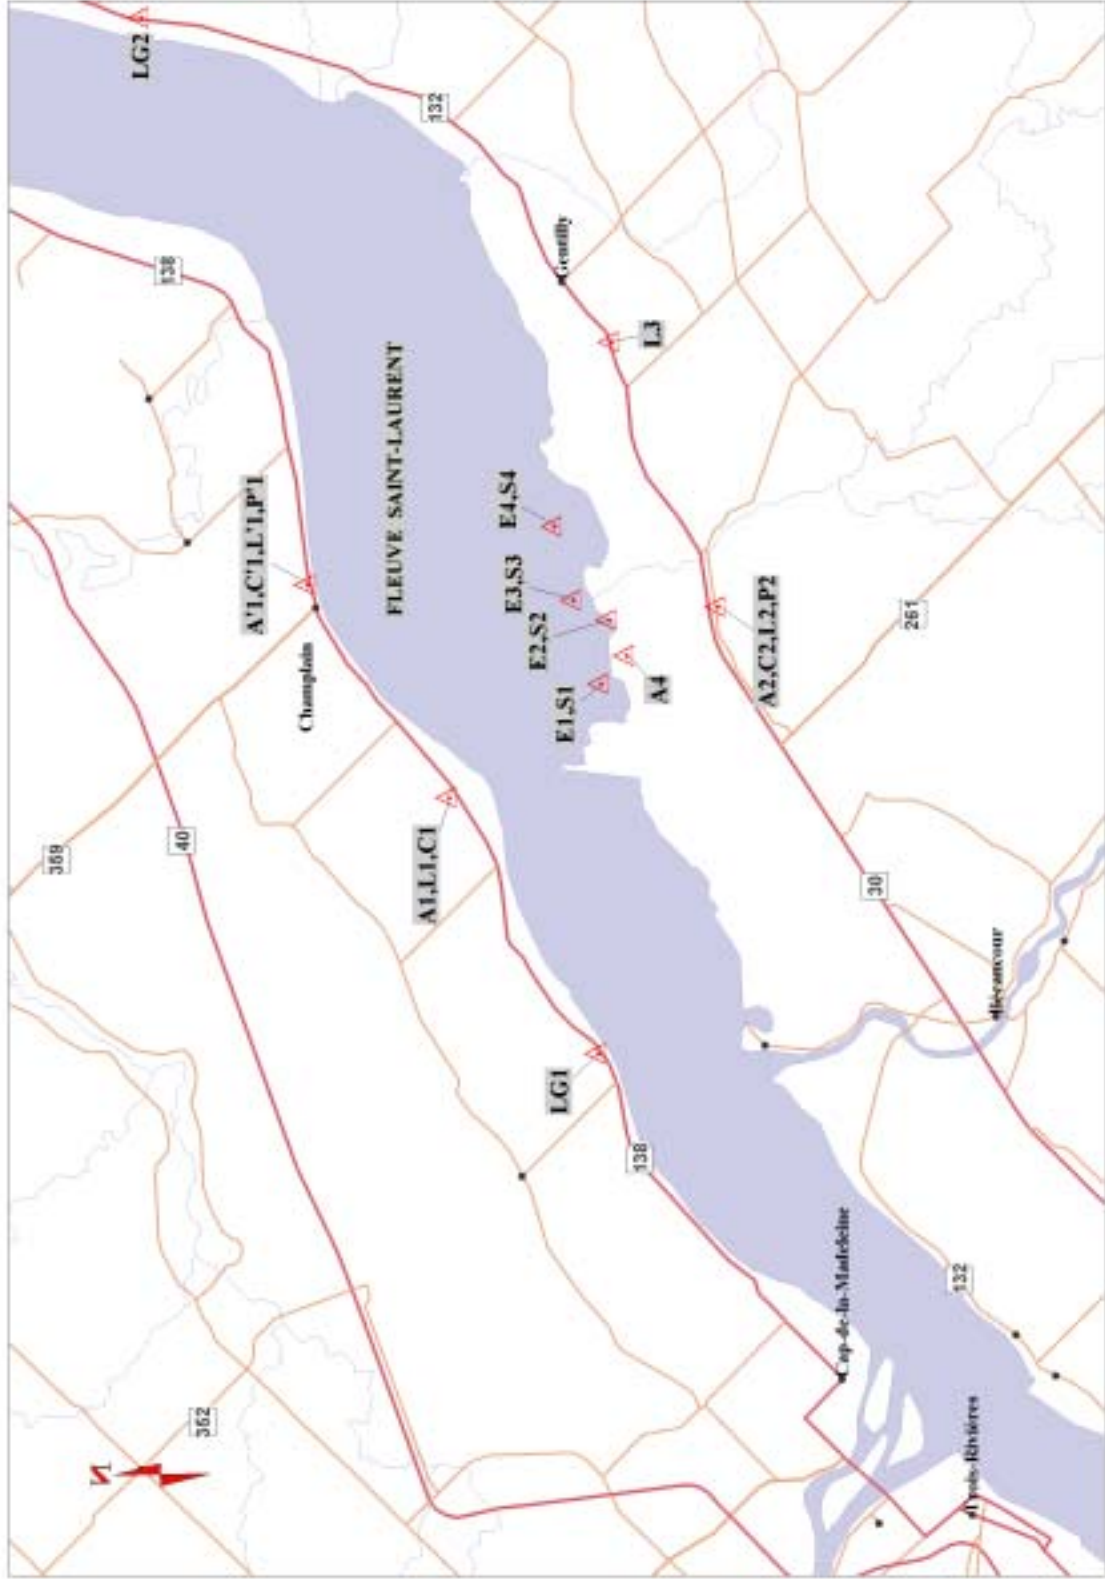 359
N
LG2
138
40
352
A'1,C'1,L'1,P'1
Champlain
FLEUVE SAINT-LAURENT
A1,L1,C1
132
E4,S4
E3,S3
E2,S2
LG1
Gentilly
E1,S1
138
L3
A4
A2,C2,L2,P2
Cap-de-la-Madeleine
30
261
132
Trois-Rivières
Bécancour